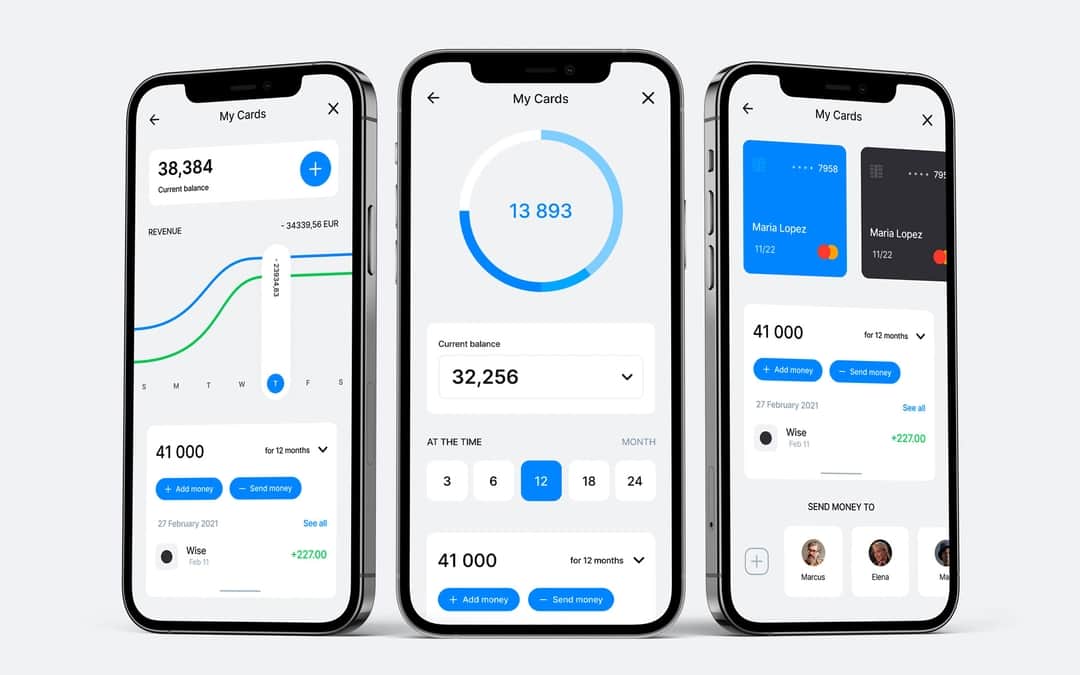 My Cards
38,384
Current balance
REVENUE
- 34339,56 EUR
- 23934,83
S M T W T F S
41 000
for 12 months
+ Add money
— Send money
27 February 2021
See all
Wise
Feb 11
+227.00
My Cards
13 893
Current balance
32,256
AT THE TIME
MONTH
3 6 12 18 24
41 000
for 12 months
+ Add money
— Send money
My Cards
•••• 7958
Maria Lopez
11/22
•••• 795
Maria Lopez
11/22
41 000
for 12 months
+ Add money
— Send money
27 February 2021
See all
Wise
Feb 11
+227.00
SEND MONEY TO
Marcus
Elena
Ma